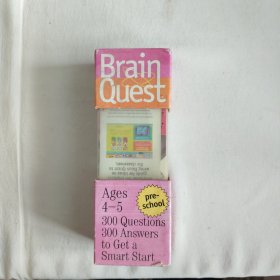 Brain
Quest
Ages
4–5
pre-
school
300 Questions
300 Answers
to Get a
Smart Start